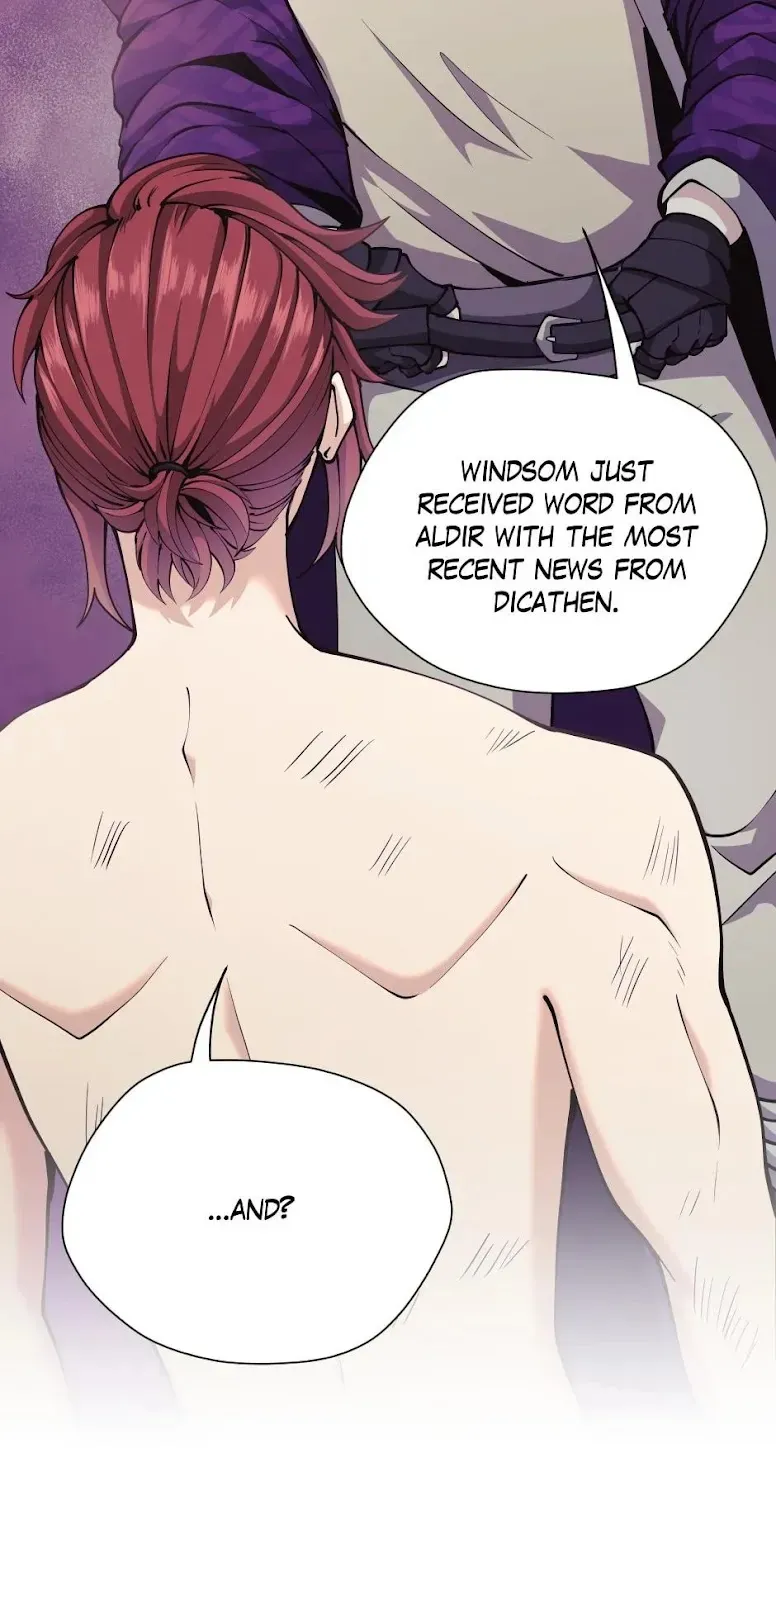 WINDSOM JUST
RECEIVED WORD FROM
ALDIR WITH THE MOST
RECENT NEWS FROM
DICATHEN.
...AND?